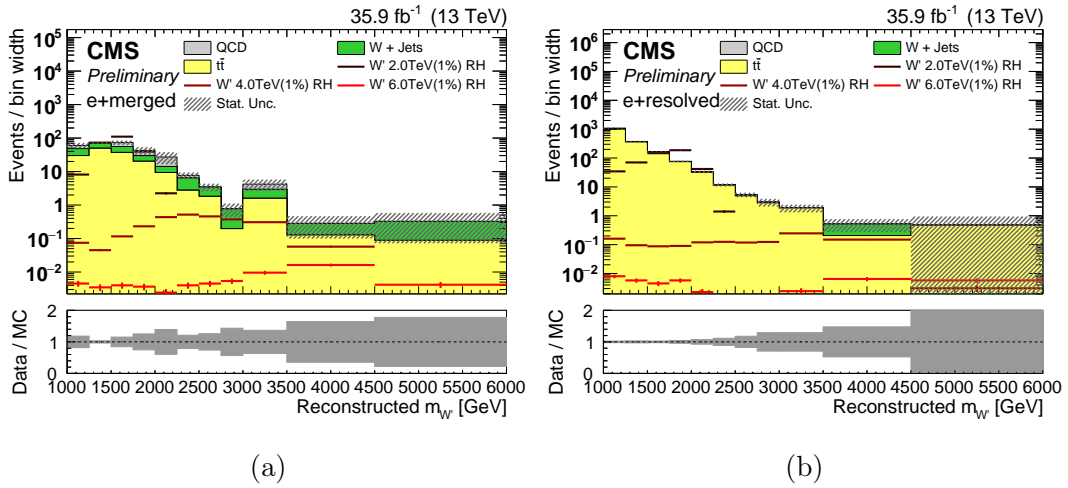 35.9 fb⁻¹ (13 TeV)
CMS
Preliminary
e+merged
QCD
W + Jets
tt̄
W' 2.0TeV(1%) RH
W' 4.0TeV(1%) RH
W' 6.0TeV(1%) RH
Stat. Unc.
Events / bin width
10⁵
10⁴
10³
10²
10
1
10⁻¹
10⁻²
Data / MC
2
1
0
1000 1500 2000 2500 3000 3500 4000 4500 5000 5500 6000
Reconstructed m_W' [GeV]
(a)
35.9 fb⁻¹ (13 TeV)
CMS
Preliminary
e+resolved
QCD
W + Jets
tt̄
W' 2.0TeV(1%) RH
W' 4.0TeV(1%) RH
W' 6.0TeV(1%) RH
Stat. Unc.
Events / bin width
10⁶
10⁵
10⁴
10³
10²
10
1
10⁻¹
10⁻²
Data / MC
2
1
0
1000 1500 2000 2500 3000 3500 4000 4500 5000 5500 6000
Reconstructed m_W' [GeV]
(b)